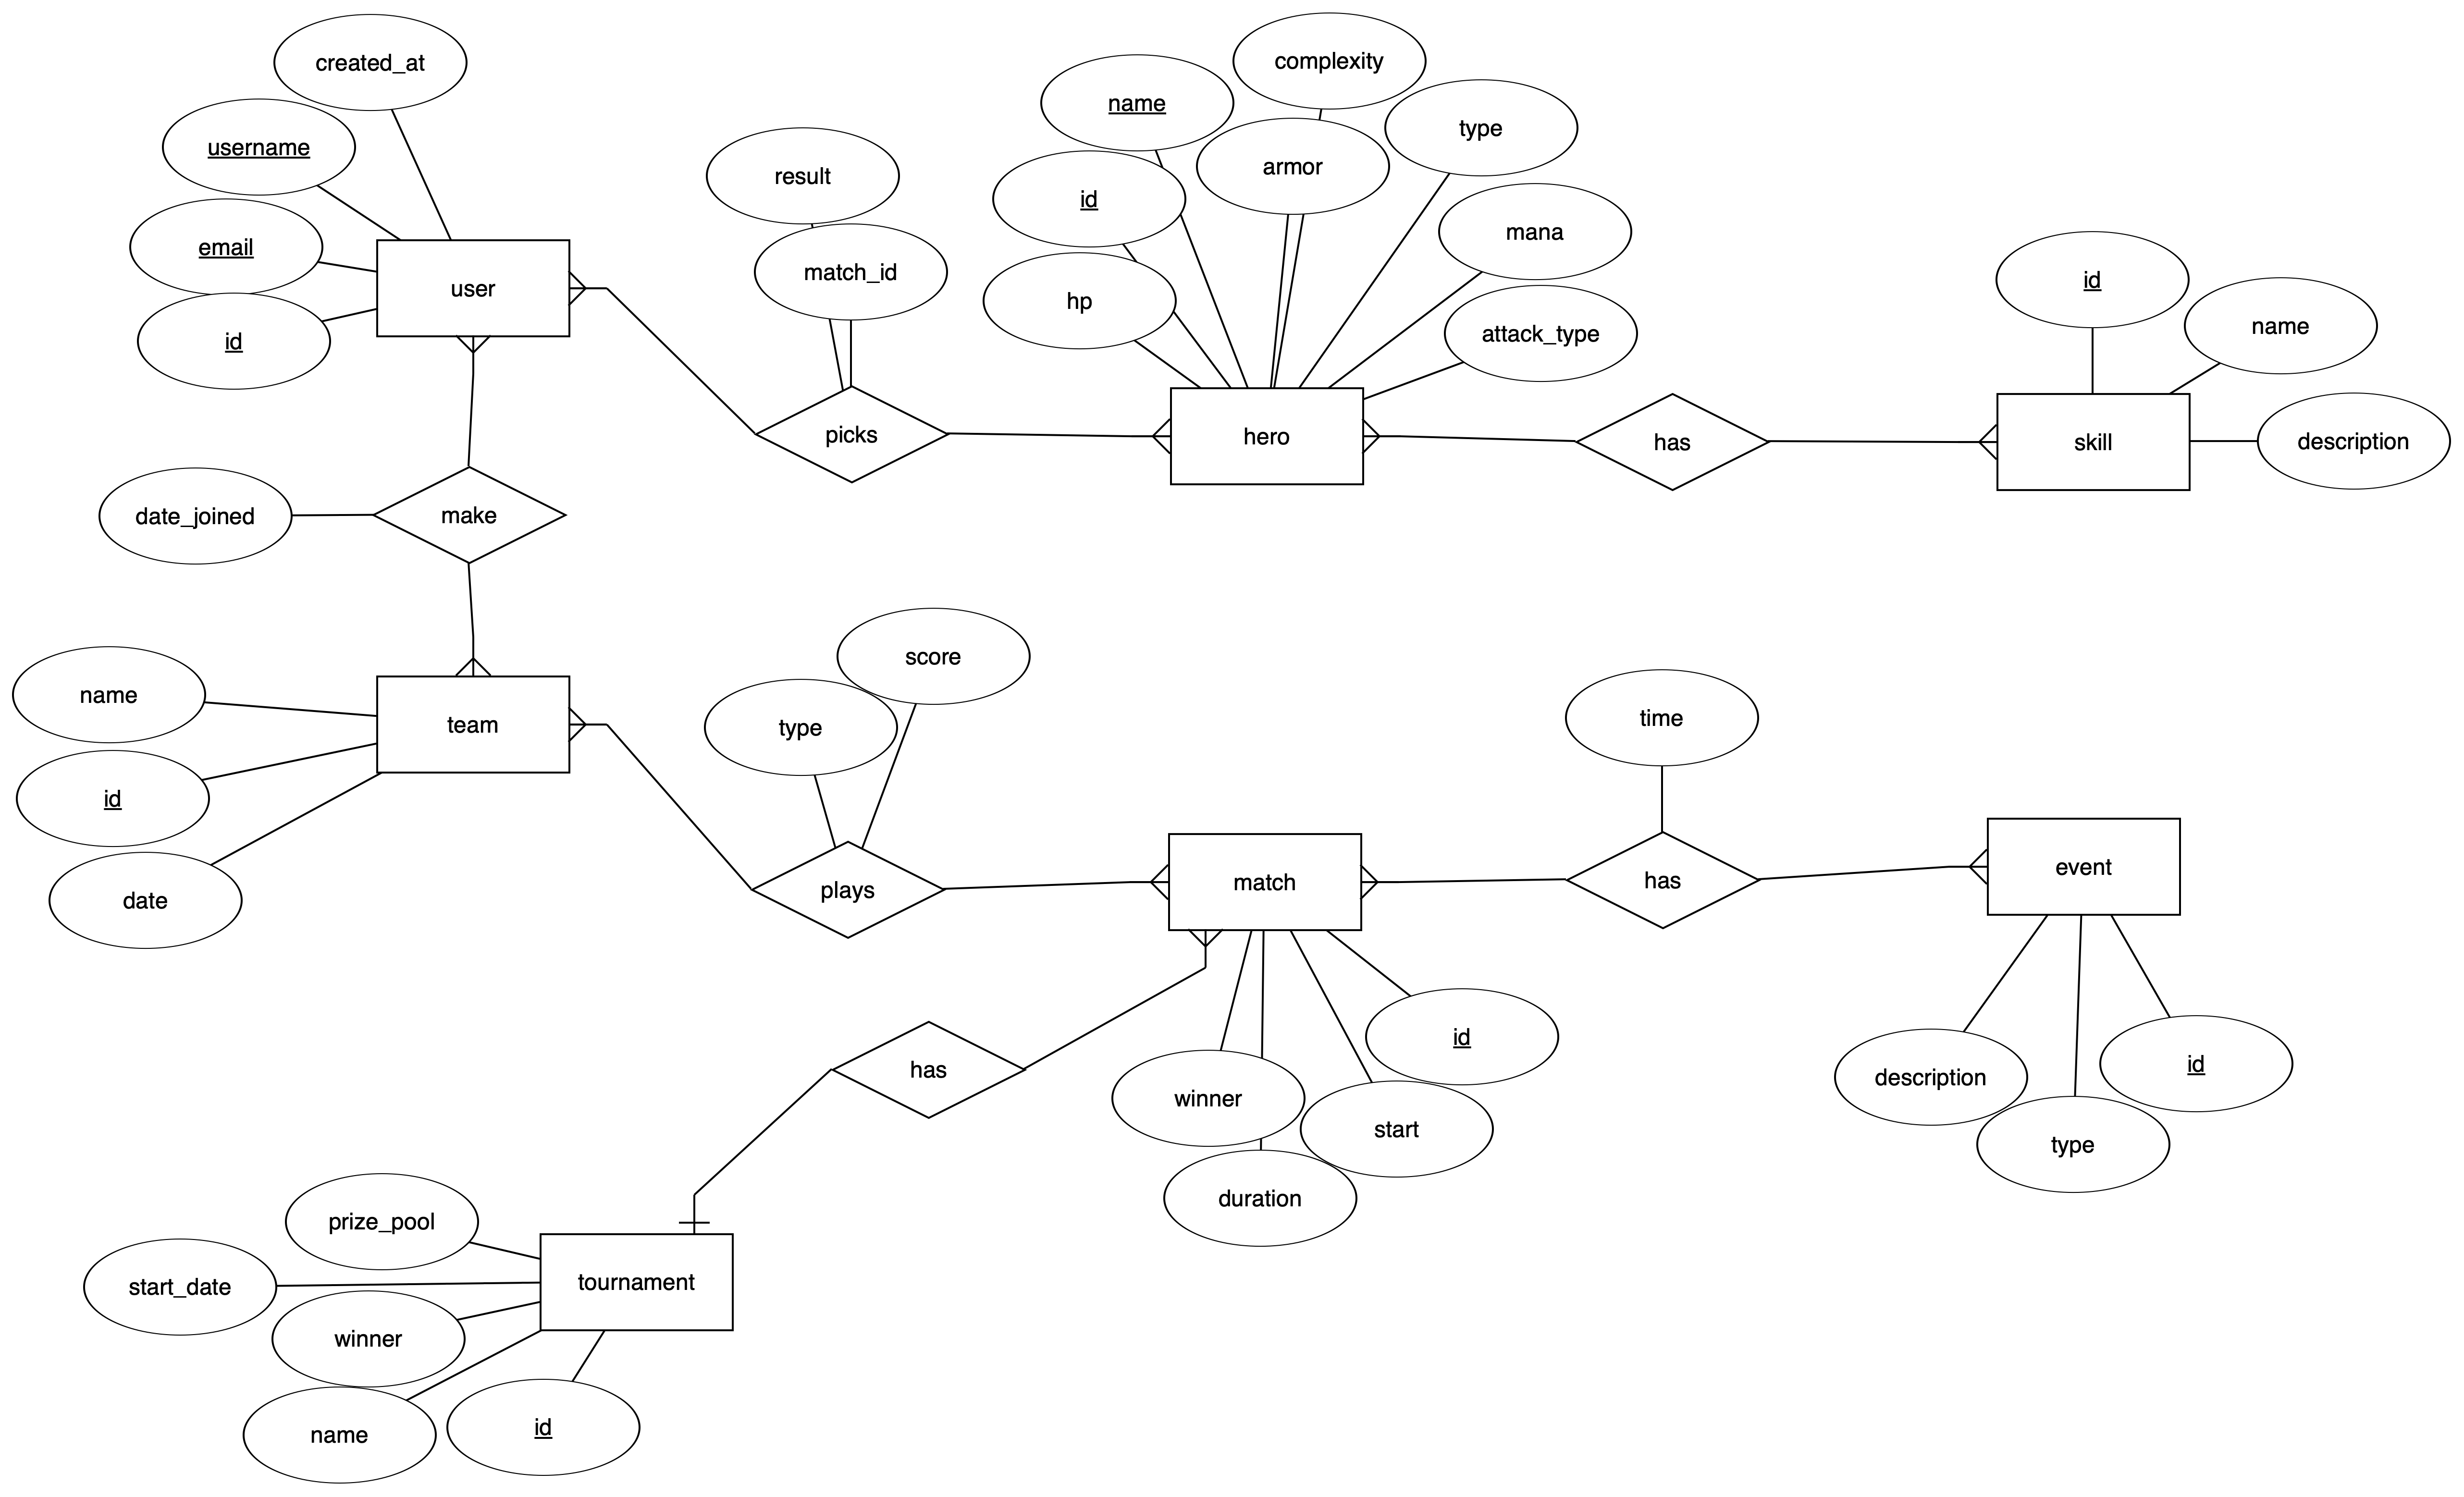 created_at
username
email
id
user
result
match_id
picks
name
complexity
id
armor
type
hp
mana
attack_type
hero
has
id
name
skill
description
date_joined
make
name
team
id
date
score
type
plays
match
time
has
event
winner
id
start
duration
description
id
type
has
prize_pool
start_date
tournament
winner
name
id